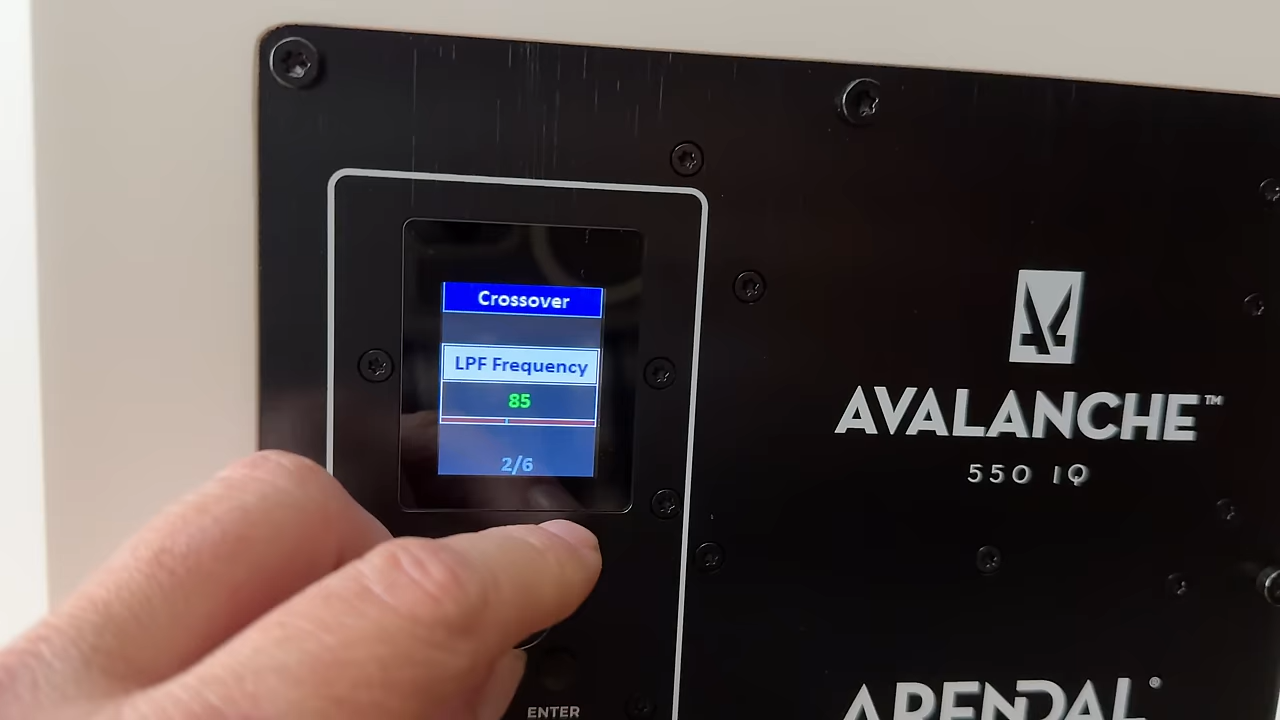 Crossover
LPF Frequency
85
2/6
AVALANCHE™
550 IQ
ENTER
ARENDAL®